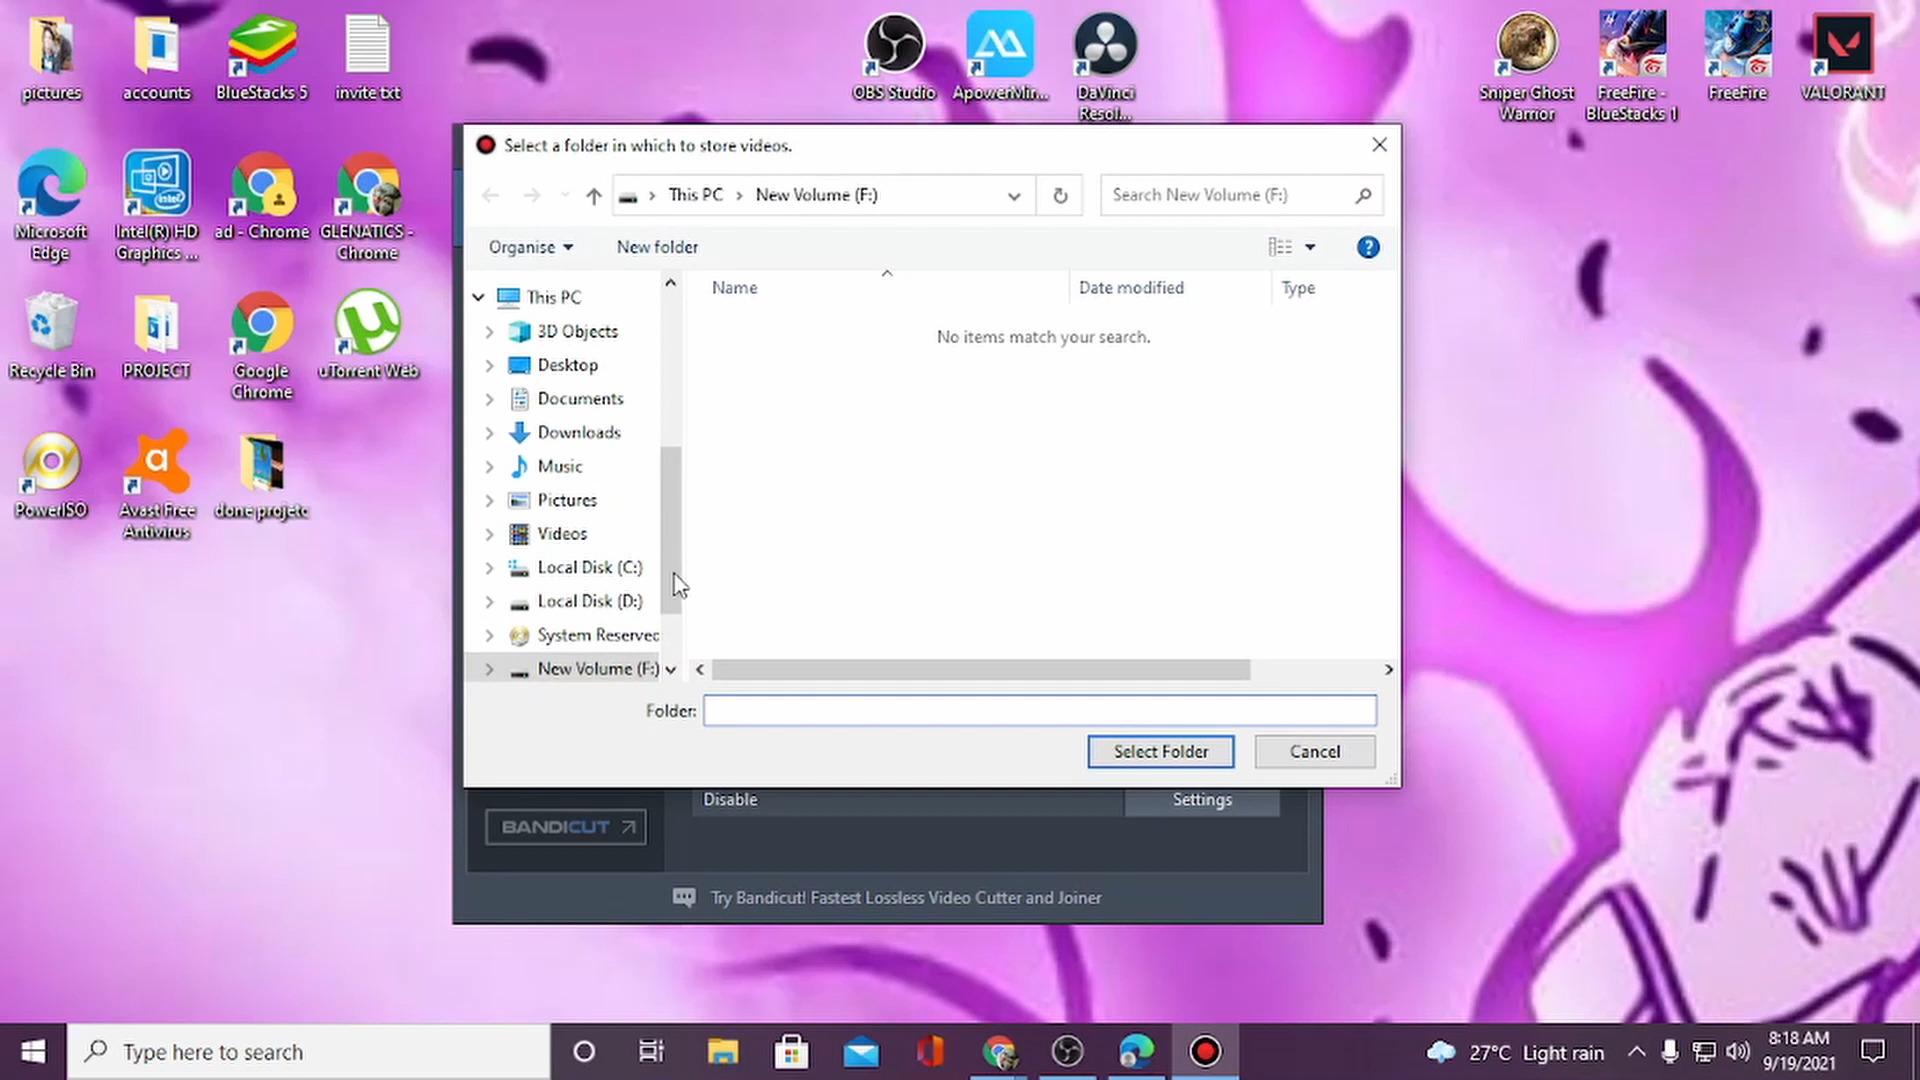 pictures
accounts
BlueStacks 5
invite txt
OBS Studio
ApowerMir...
DaVinci
Resol...
Sniper Ghost
Warrior
FreeFire -
BlueStacks 1
FreeFire
VALORANT
Microsoft
Edge
Intel(R) HD
Graphics ...
ad - Chrome
GLENATICS -
Chrome
Recycle Bin
PROJECT
Google
Chrome
uTorrent Web
PowerISO
Avast Free
Antivirus
done projetc
Select a folder in which to store videos.
This PC
New Volume (F:)
Search New Volume (F:)
Organise
New folder
This PC
3D Objects
Desktop
Documents
Downloads
Music
Pictures
Videos
Local Disk (C:)
Local Disk (D:)
System Reserved
New Volume (F:)
Name
Date modified
Type
No items match your search.
Folder:
Select Folder
Cancel
Disable
Settings
BANDICUT
Try Bandicut! Fastest Lossless Video Cutter and Joiner
Type here to search
27°C Light rain
8:18 AM
9/19/2021